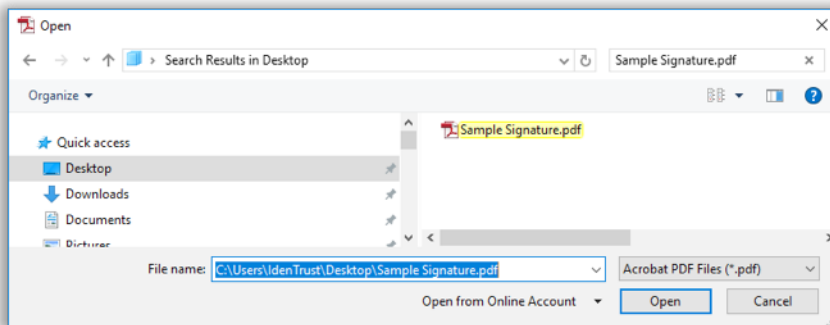 Open
Search Results in Desktop
Sample Signature.pdf
Organize
Quick access
Sample Signature.pdf
Desktop
Downloads
Documents
Pictures
File name: C:\Users\IdenTrust\Desktop\Sample Signature.pdf Acrobat PDF Files (*.pdf)
Open from Online Account Open Cancel